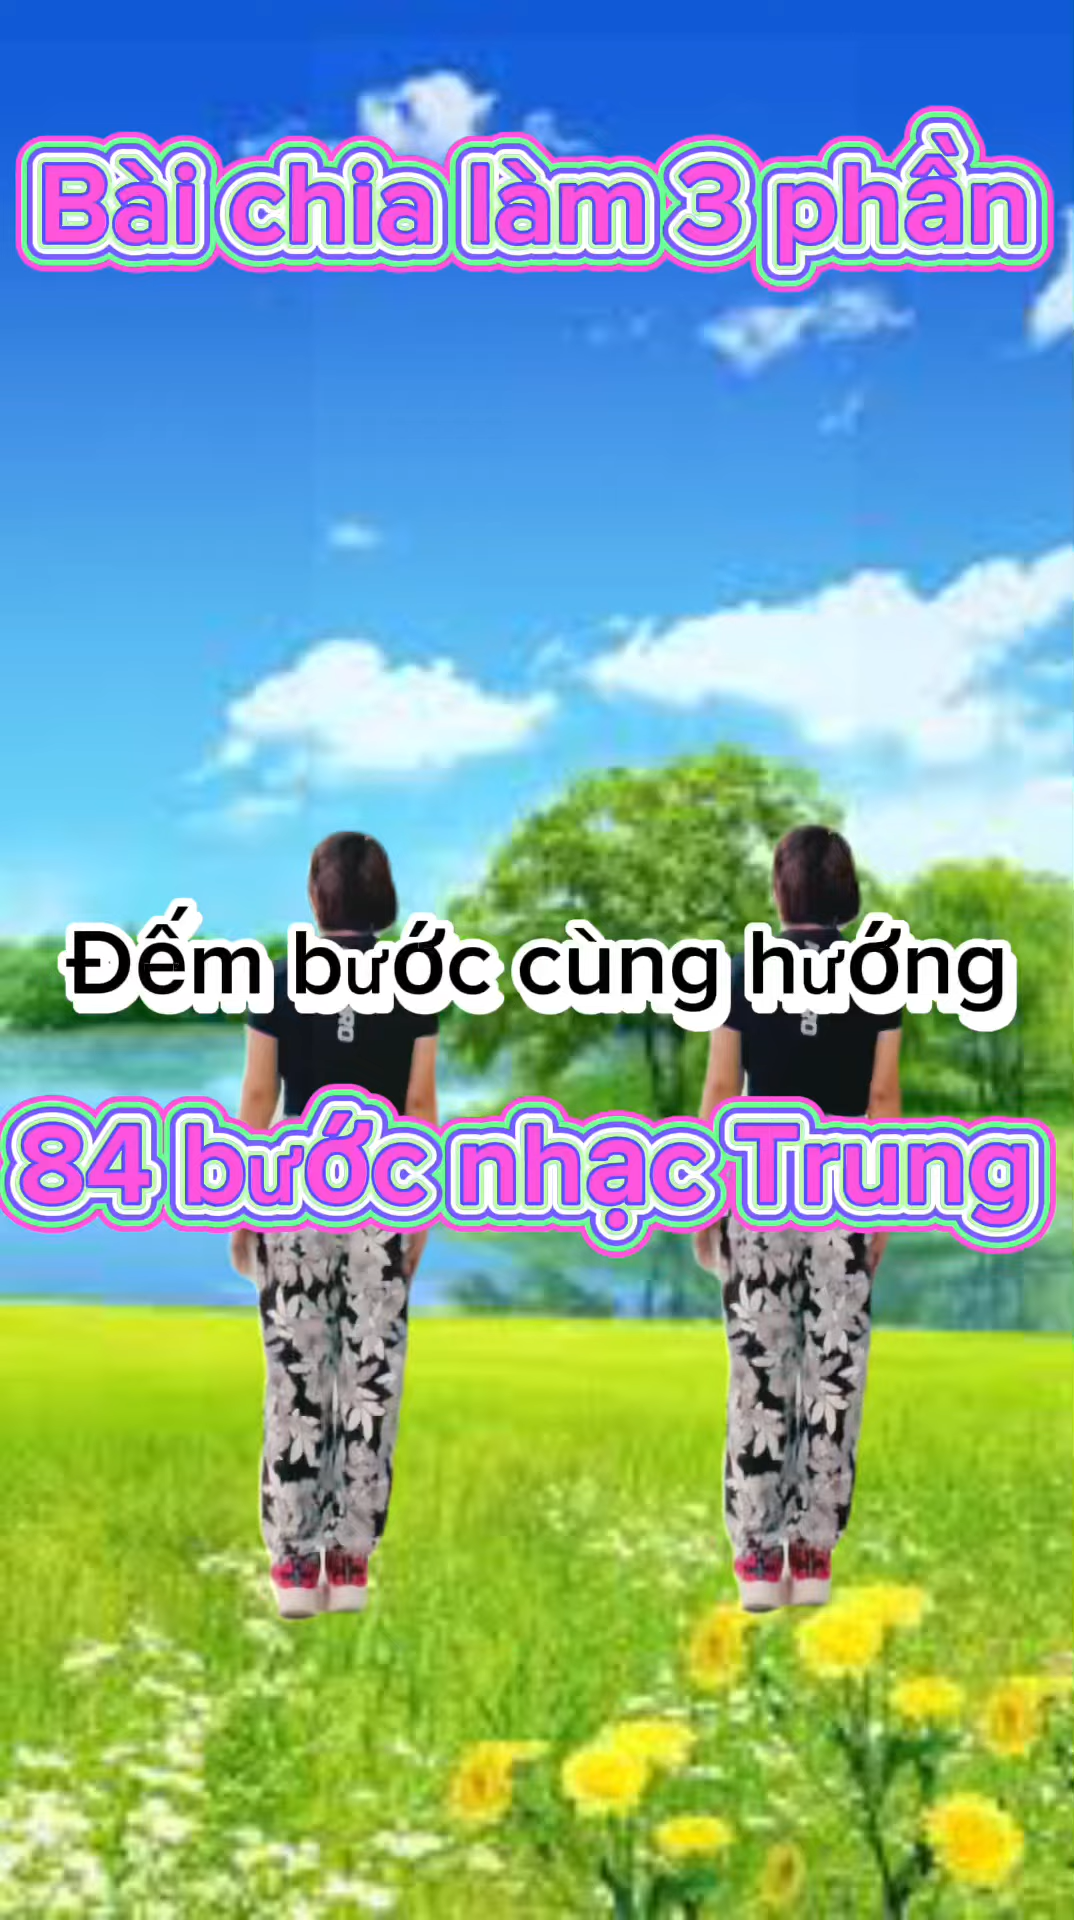 Bài chia làm 3 phần
Đếm bước cùng hướng
84 bước nhạc Trung